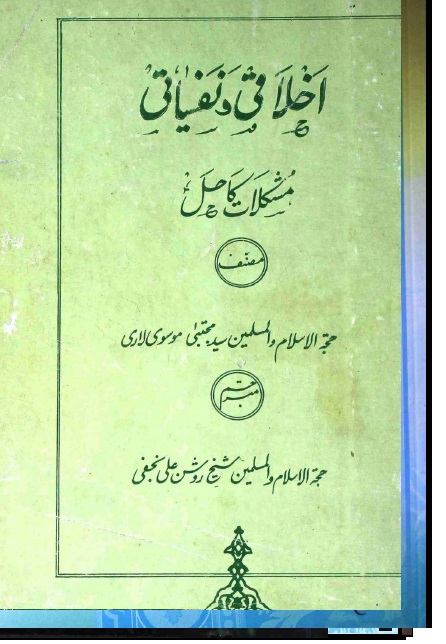 اخلاقی و نفسیاتی
مشکلات کا حل
مصنف
حجۃ الاسلام والمسلمین سید مجتبیٰ موسوی لاری
مترجم
حجۃ الاسلام والمسلمین شیخ روشن علی نجفی